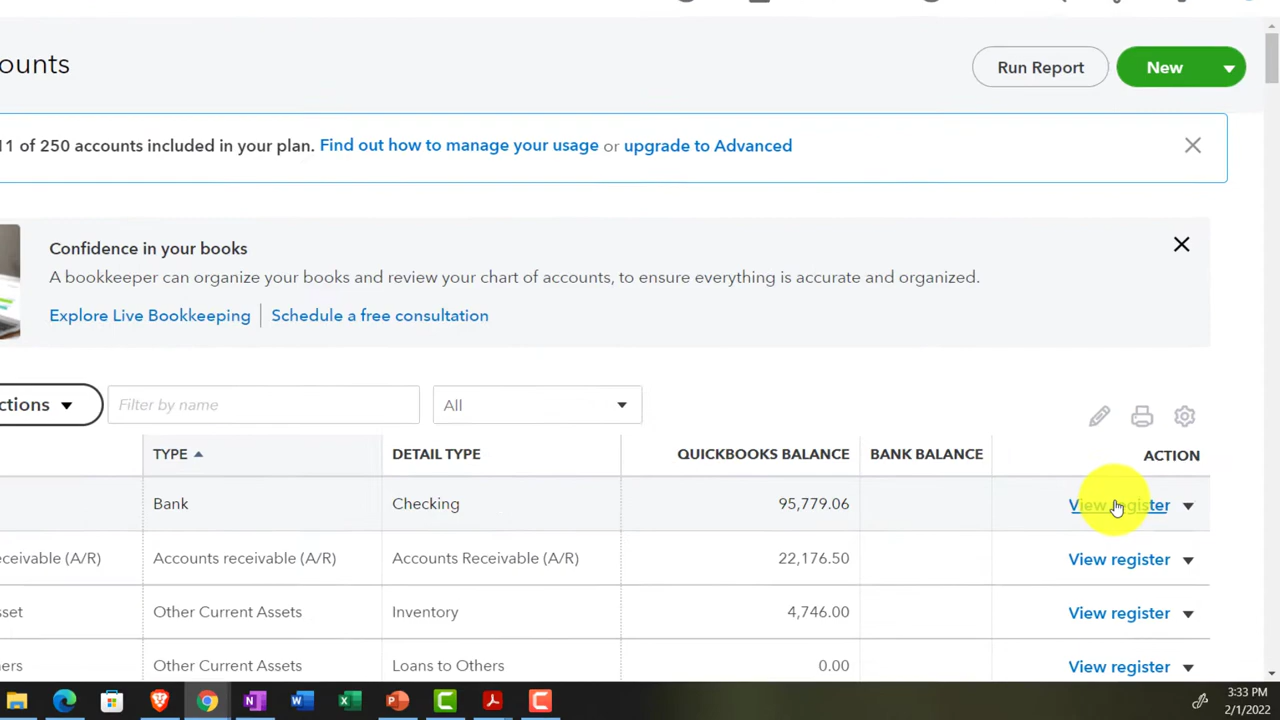 ounts
Run Report
New
11 of 250 accounts included in your plan. Find out how to manage your usage or upgrade to Advanced
Confidence in your books
A bookkeeper can organize your books and review your chart of accounts, to ensure everything is accurate and organized.
Explore Live Bookkeeping | Schedule a free consultation
ctions
Filter by name
All
TYPE DETAIL TYPE QUICKBOOKS BALANCE BANK BALANCE ACTION
Bank Checking 95,779.06 View register
eceivable (A/R) Accounts receivable (A/R) Accounts Receivable (A/R) 22,176.50 View register
sset Other Current Assets Inventory 4,746.00 View register
ers Other Current Assets Loans to Others 0.00 View register
3:33 PM
2/1/2022